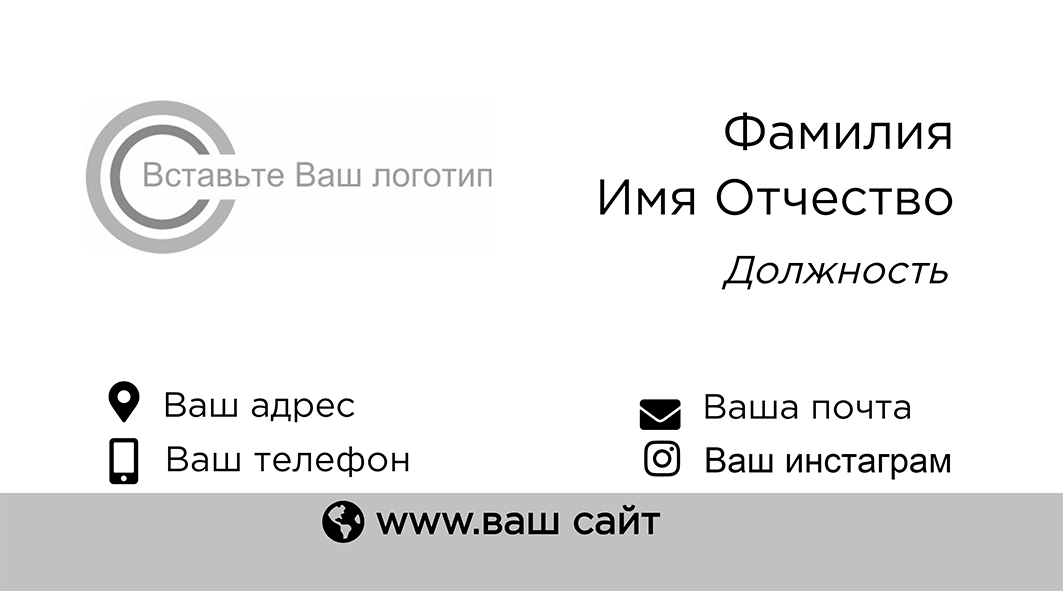 Вставьте Ваш логотип
Фамилия
Имя Отчество
Должность
Ваш адрес
Ваш телефон
Ваша почта
Ваш инстаграм
www.ваш сайт